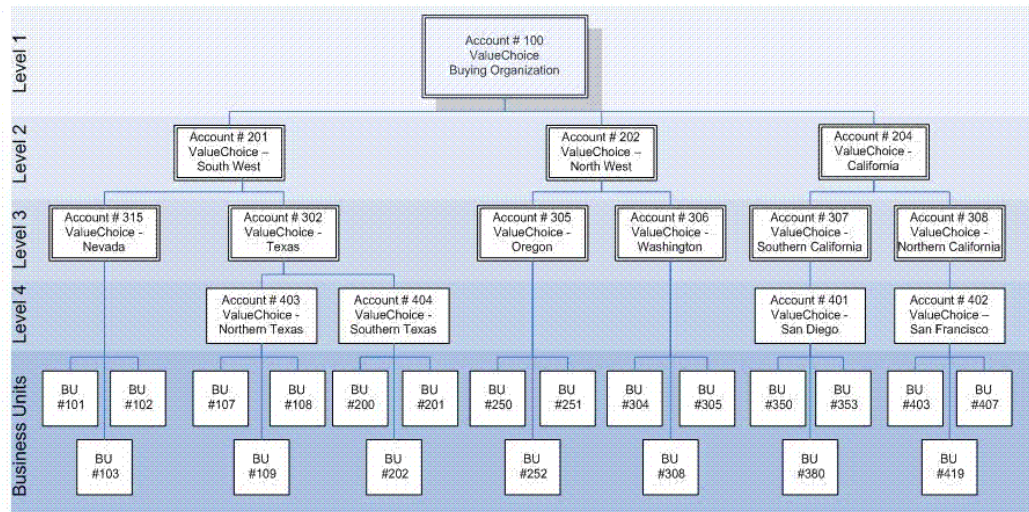 Level 1
Account # 100
ValueChoice
Buying Organization
Level 2
Account # 201
ValueChoice –
South West
Account # 202
ValueChoice –
North West
Account # 204
ValueChoice -
California
Level 3
Account # 315
ValueChoice -
Nevada
Account # 302
ValueChoice -
Texas
Account # 305
ValueChoice -
Oregon
Account # 306
ValueChoice -
Washington
Account # 307
ValueChoice -
Southern California
Account # 308
ValueChoice -
Northern California
Level 4
Account # 403
ValueChoice -
Northern Texas
Account # 404
ValueChoice -
Southern Texas
Account # 401
ValueChoice -
San Diego
Account # 402
ValueChoice –
San Francisco
Business Units
BU
#101
BU
#102
BU
#107
BU
#108
BU
#200
BU
#201
BU
#250
BU
#251
BU
#304
BU
#305
BU
#350
BU
#353
BU
#403
BU
#407
BU
#103
BU
#109
BU
#202
BU
#252
BU
#308
BU
#380
BU
#419